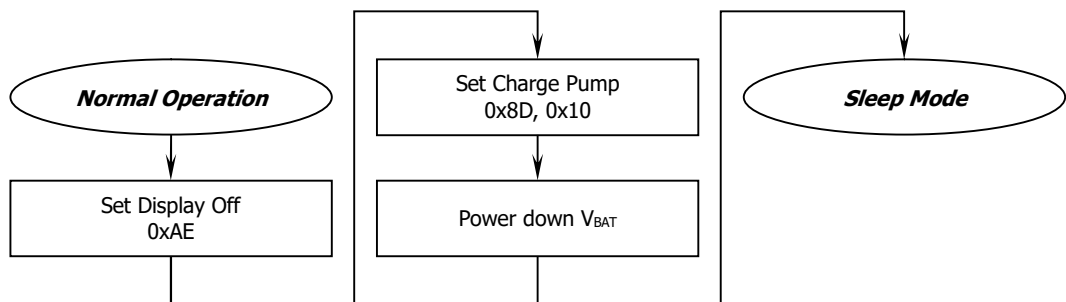 Normal Operation
Set Display Off
0xAE
Set Charge Pump
0x8D, 0x10
Power down VBAT
Sleep Mode